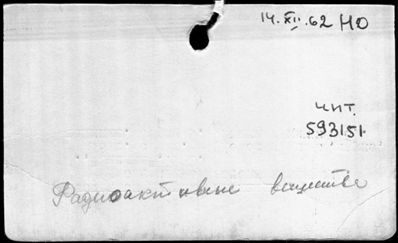 14.XII.62 НО
чит.
593151
Радиоактивные вещества